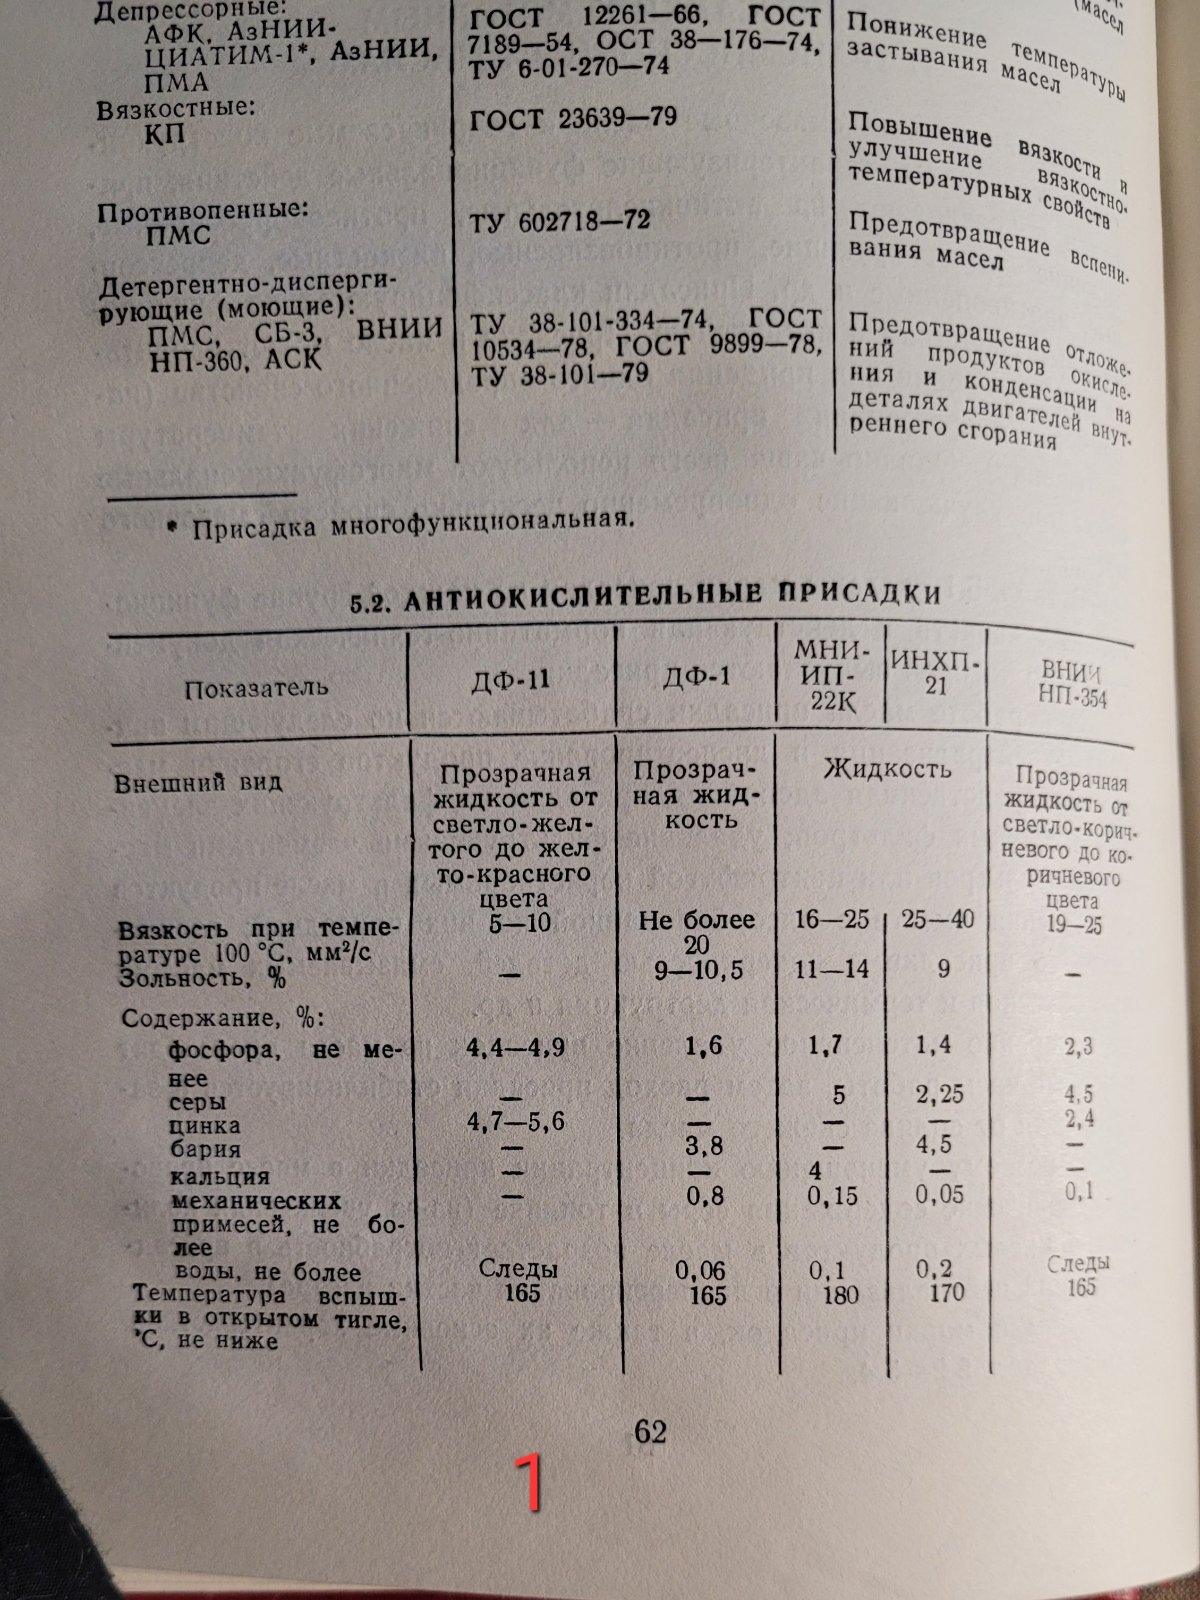 Депрессорные:
АФК, АзНИИ-
ЦИАТИМ-1*, АзНИИ,
ПМА
ГОСТ 12261—66, ГОСТ
7189—54, ОСТ 38—176—74,
ТУ 6-01-270—74
(масел
Понижение температуры
застывания масел
Вязкостные:
КП
ГОСТ 23639—79
Повышение вязкости и
улучшение вязкостно-
температурных свойств
Противопенные:
ПМС
ТУ 602718—72
Предотвращение вспени-
вания масел
Детергентно-дисперги-
рующие (моющие):
ПМС, СБ-3, ВНИИ
НП-360, АСК
ТУ 38-101-334—74, ГОСТ
10534—78, ГОСТ 9899—78,
ТУ 38-101—79
Предотвращение отложе-
ний продуктов окисле-
ния и конденсации на
деталях двигателей внут-
реннего сгорания
* Присадка многофункциональная.
5.2. АНТИОКИСЛИТЕЛЬНЫЕ ПРИСАДКИ
Показатель
ДФ-11
ДФ-1
МНИ-
ИП-
22К
ИНХП-
21
ВНИИ
НП-354
Внешний вид
Прозрачная
жидкость от
светло-жел-
того до жел-
то-красного
цвета
Прозрач-
ная жид-
кость
Жидкость
Прозрачная
жидкость от
светло-корич-
невого до ко-
ричневого
цвета
Вязкость при темпе-
ратуре 100 °С, мм²/с
5—10
Не более
20
16—25
25—40
19—25
Зольность, %
—
9—10,5
11—14
9
—
Содержание, %:
фосфора, не ме-
нее
4,4—4,9
1,6
1,7
1,4
2,3
серы
—
—
5
2,25
4,5
цинка
4,7—5,6
—
—
—
2,4
бария
—
3,8
—
4,5
—
кальция
—
—
4
—
—
механических
примесей, не бо-
лее
—
0,8
0,15
0,05
0,1
воды, не более
Следы
0,06
0,1
0,2
Следы
Температура вспыш-
ки в открытом тигле,
°С, не ниже
165
165
180
170
165
62
1